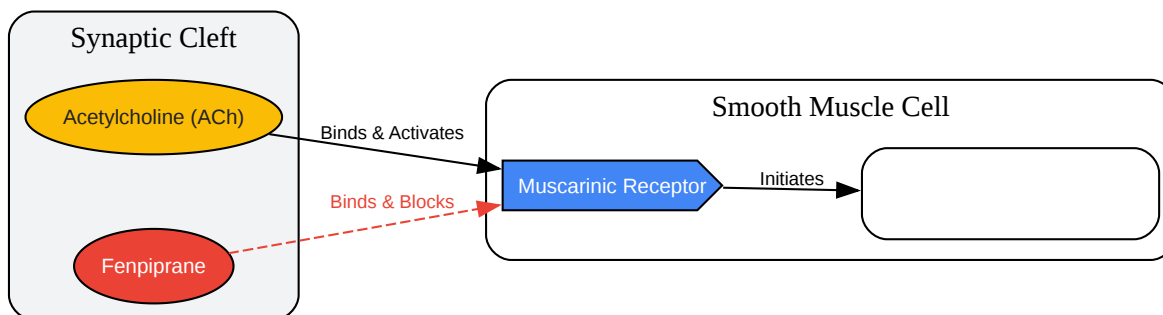 Synaptic Cleft
Acetylcholine (ACh)
Fenpiprane
Binds & Activates
Binds & Blocks
Smooth Muscle Cell
Muscarinic Receptor
Initiates